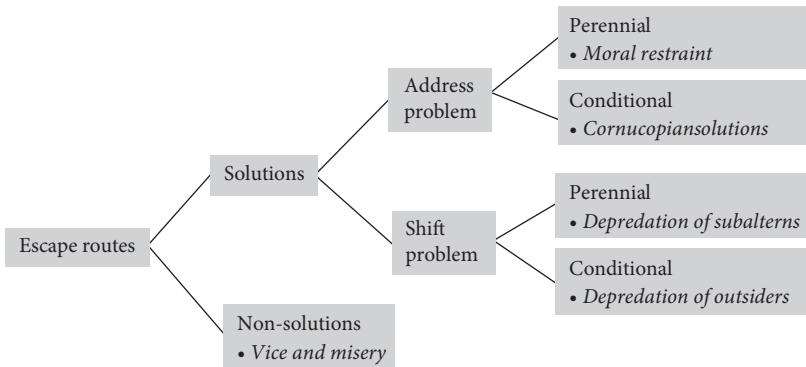 Perennial
• Moral restraint
Address
problem
Conditional
• Cornucopiansolutions
Solutions
Perennial
• Depredation of subalterns
Shift
problem
Escape routes
Conditional
• Depredation of outsiders
Non-solutions
• Vice and misery